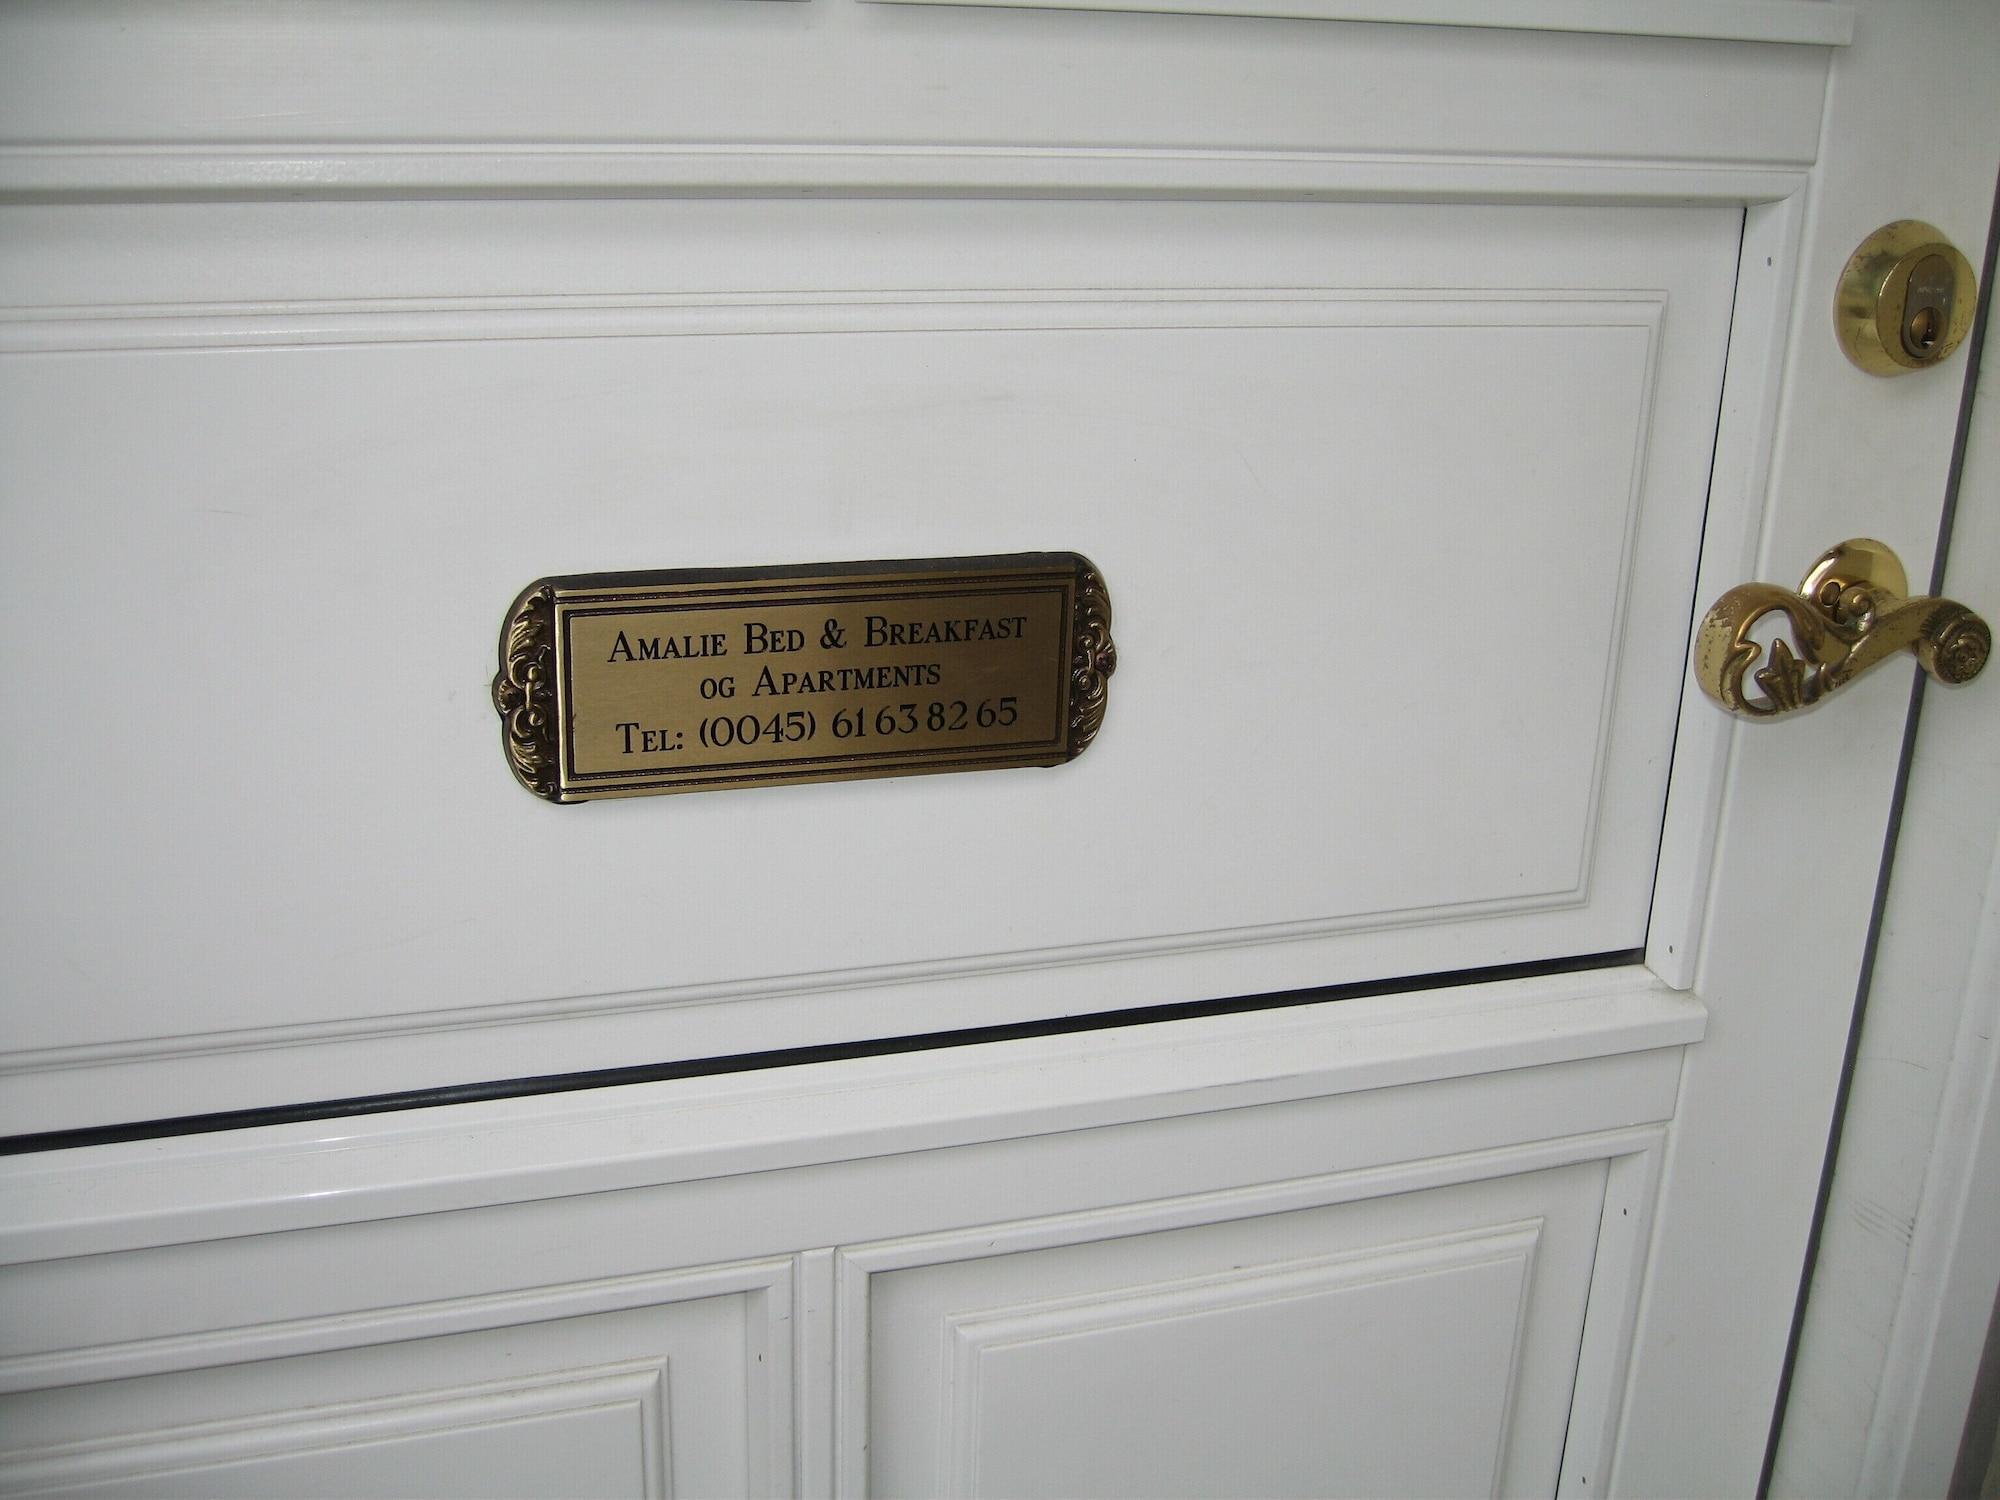 Amalie Bed & Breakfast
og Apartments
Tel: (0045) 61 63 82 65